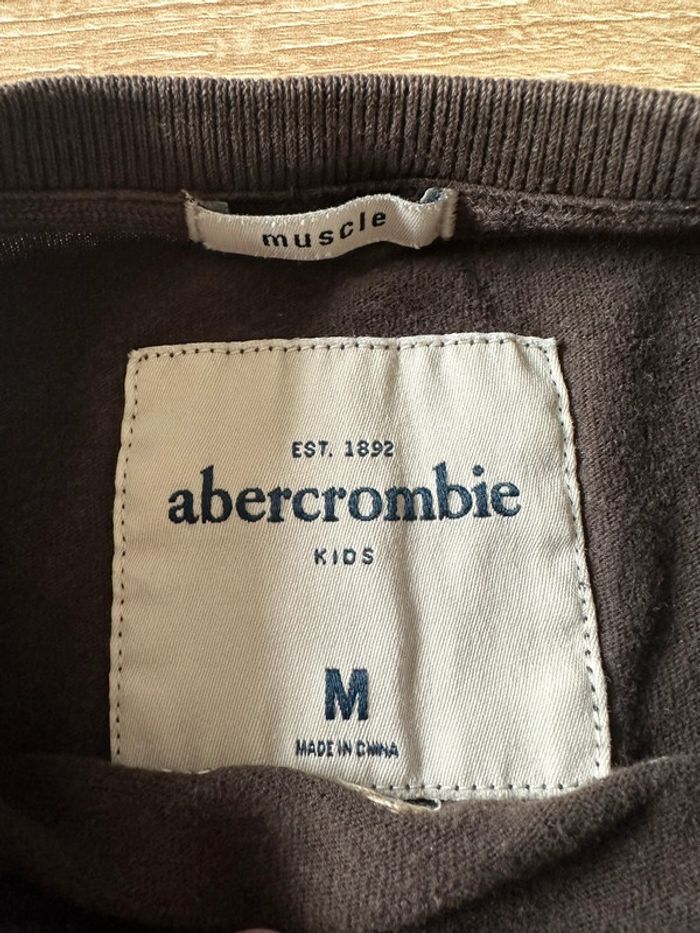 muscle
EST. 1892
abercrombie
KIDS
M
MADE IN CHINA